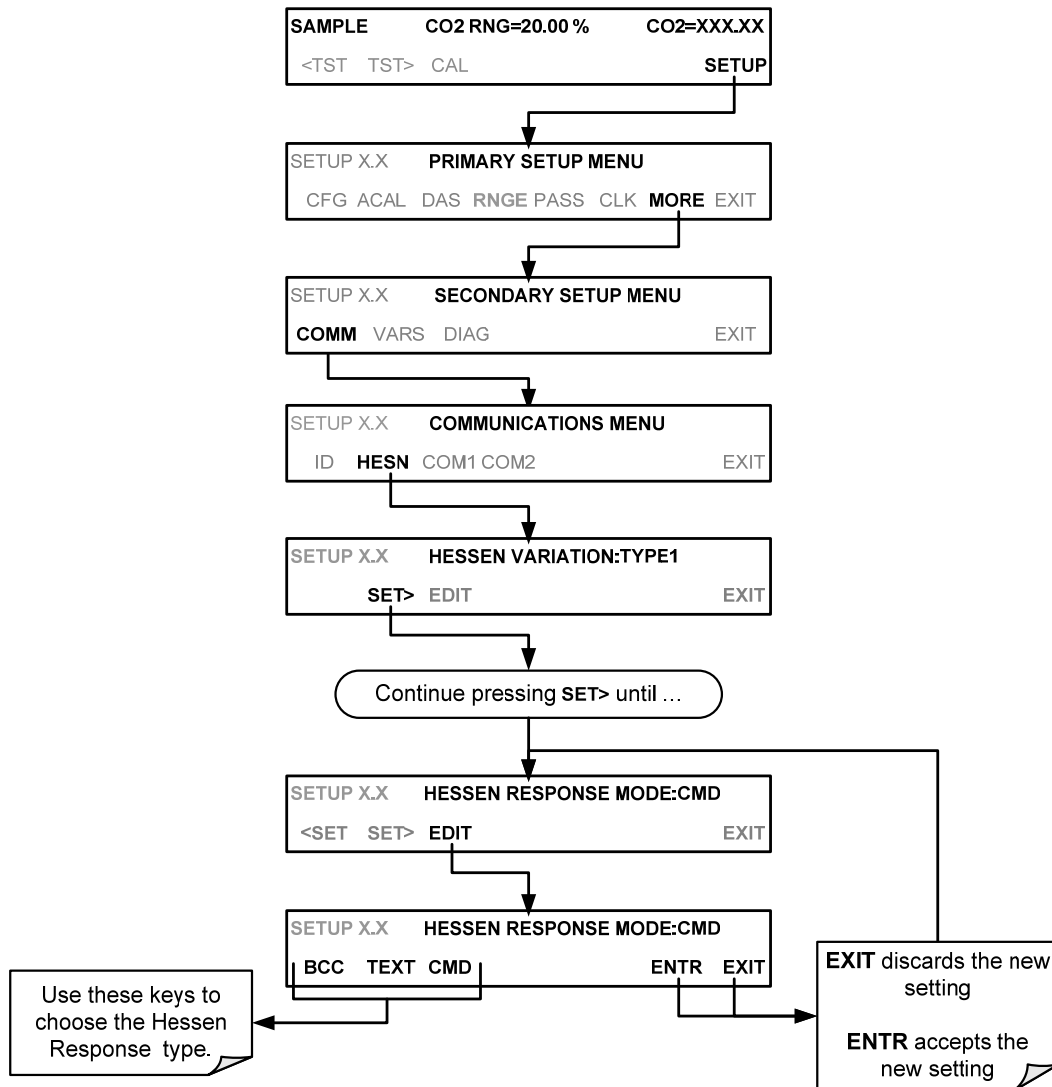 SAMPLE CO2 RNG=20.00 % CO2=XXX.XX
<TST TST> CAL SETUP
SETUP X.X PRIMARY SETUP MENU
CFG ACAL DAS RNGE PASS CLK MORE EXIT
SETUP X.X SECONDARY SETUP MENU
COMM VARS DIAG EXIT
SETUP X.X COMMUNICATIONS MENU
ID HESN COM1 COM2 EXIT
SETUP X.X HESSEN VARIATION:TYPE1
SET> EDIT EXIT
Continue pressing SET> until …
SETUP X.X HESSEN RESPONSE MODE:CMD
<SET SET> EDIT EXIT
SETUP X.X HESSEN RESPONSE MODE:CMD
BCC TEXT CMD ENTR EXIT
Use these keys to
choose the Hessen
Response type.
EXIT discards the new
setting
ENTR accepts the
new setting